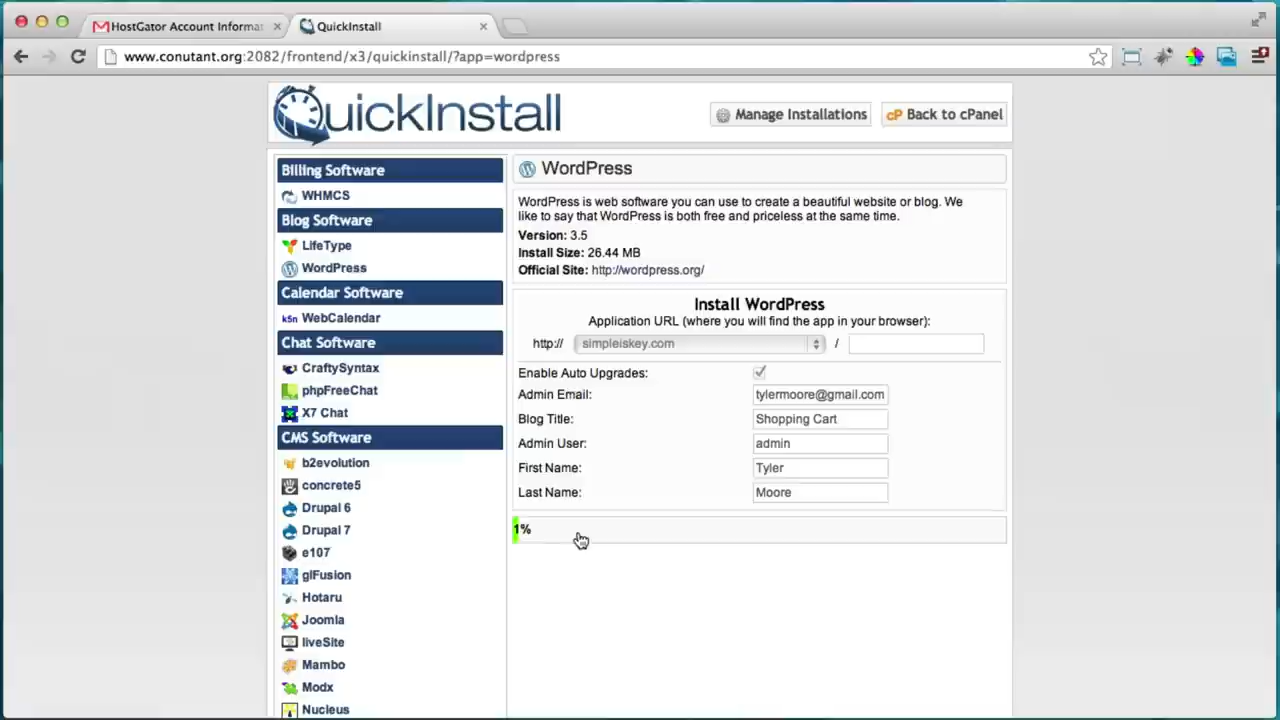 HostGator Account Informat
QuickInstall
www.conutant.org:2082/frontend/x3/quickinstall/?app=wordpress
QuickInstall
Manage Installations
cP Back to cPanel
Billing Software
WHMCS
Blog Software
LifeType
WordPress
Calendar Software
k5n WebCalendar
Chat Software
CraftySyntax
phpFreeChat
X7 Chat
CMS Software
b2evolution
concrete5
Drupal 6
Drupal 7
e107
glFusion
Hotaru
Joomla
liveSite
Mambo
Modx
Nucleus
WordPress
WordPress is web software you can use to create a beautiful website or blog. We
like to say that WordPress is both free and priceless at the same time.
Version: 3.5
Install Size: 26.44 MB
Official Site: http://wordpress.org/
Install WordPress
Application URL (where you will find the app in your browser):
http:// simpleiskey.com /
Enable Auto Upgrades:
Admin Email: tylermoore@gmail.com
Blog Title: Shopping Cart
Admin User: admin
First Name: Tyler
Last Name: Moore
1%